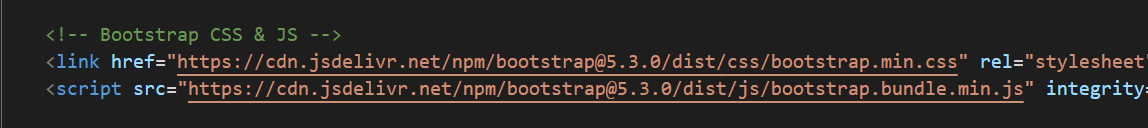 <!-- Bootstrap CSS & JS -->
<link href="https://cdn.jsdelivr.net/npm/bootstrap@5.3.0/dist/css/bootstrap.min.css" rel="stylesheet"
<script src="https://cdn.jsdelivr.net/npm/bootstrap@5.3.0/dist/js/bootstrap.bundle.min.js" integrity=